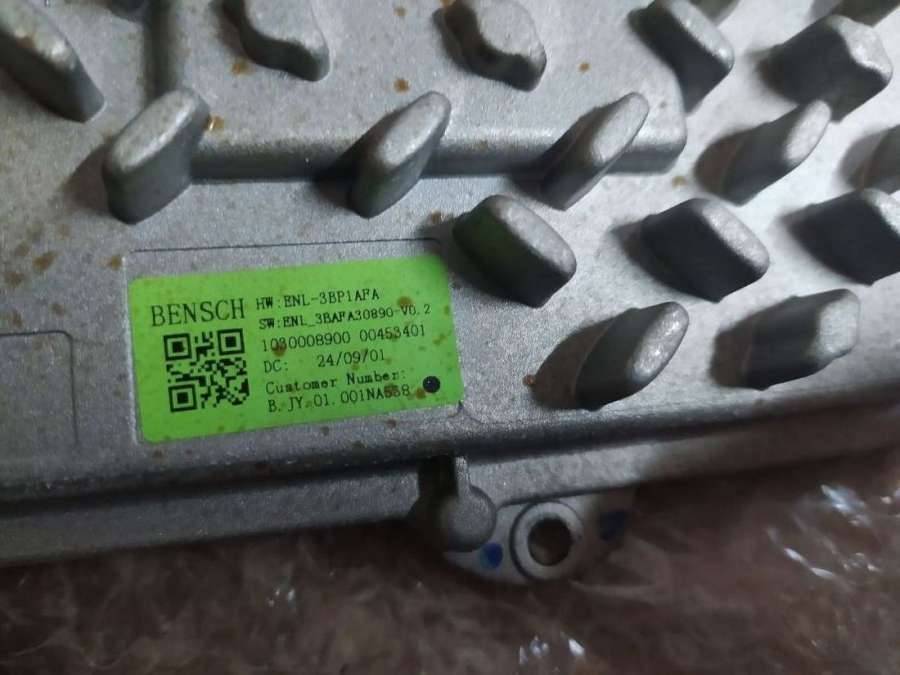 BENSCH
HW:ENL-3BP1AFA
SW:ENL_3BAFA30890-V0.2
1030008900 00453401
DC: 24/09/01
Customer Number:
B.JY.01.001NA558